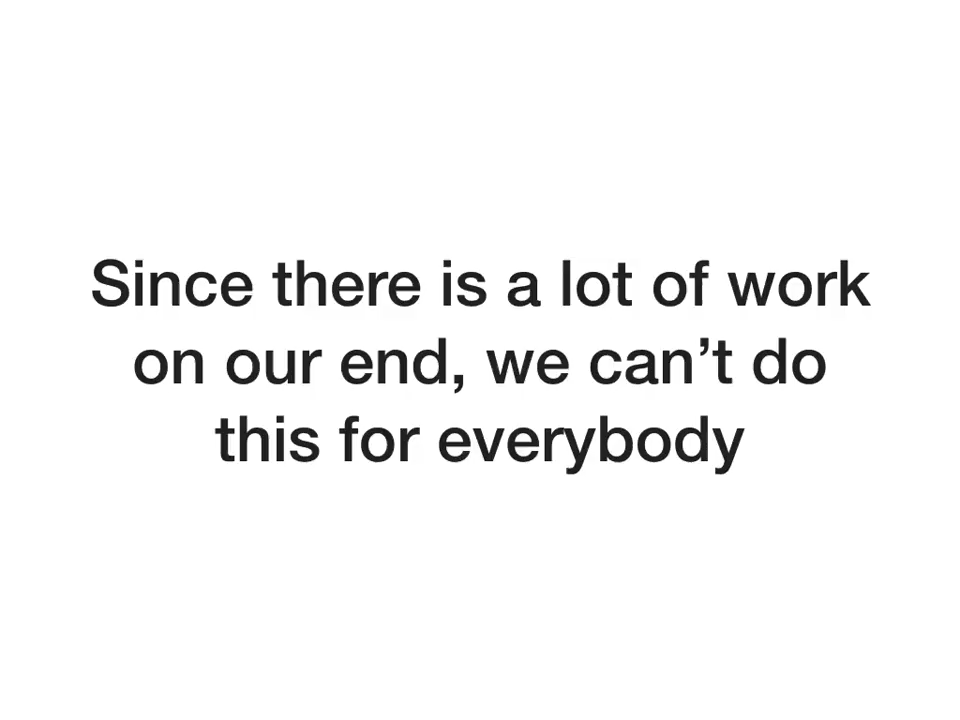 Since there is a lot of work
on our end, we can’t do
this for everybody